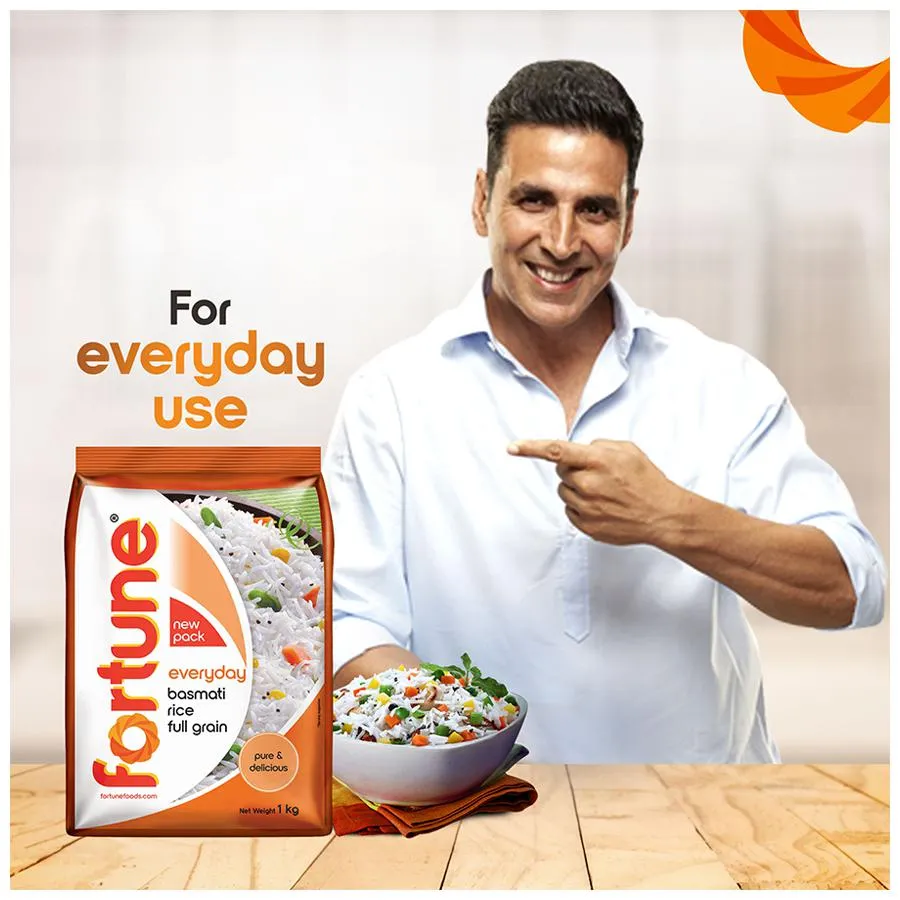 For
everyday
use
fortune®
new
pack
everyday
basmati
rice
full grain
pure &
delicious
fortunefoods.com
Net Weight 1 kg